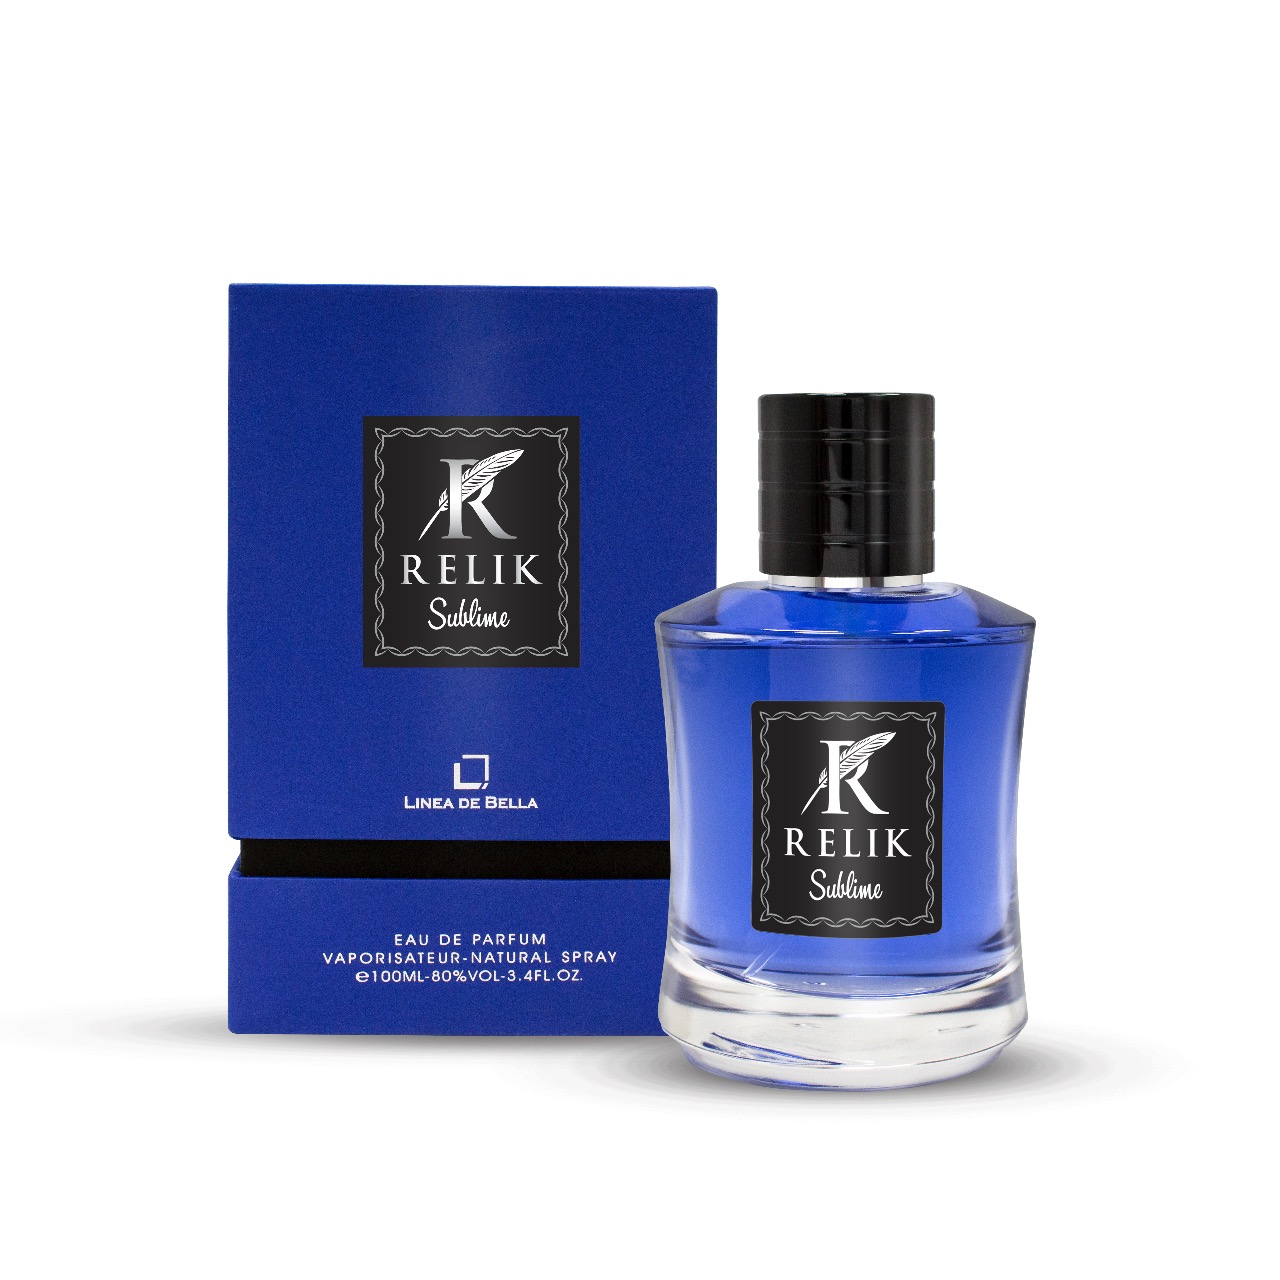 R
RELIK
Sublime
LINEA DE BELLA
EAU DE PARFUM
VAPORISATEUR-NATURAL SPRAY
℮100ML-80%VOL-3.4FL.OZ.
R
RELIK
Sublime